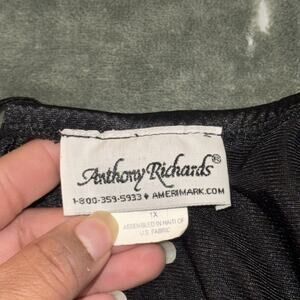 Anthony Richards®
1-800-359-5933 ♦ AMERIMARK.COM
1X
ASSEMBLED IN HAITI OF
U.S. FABRIC